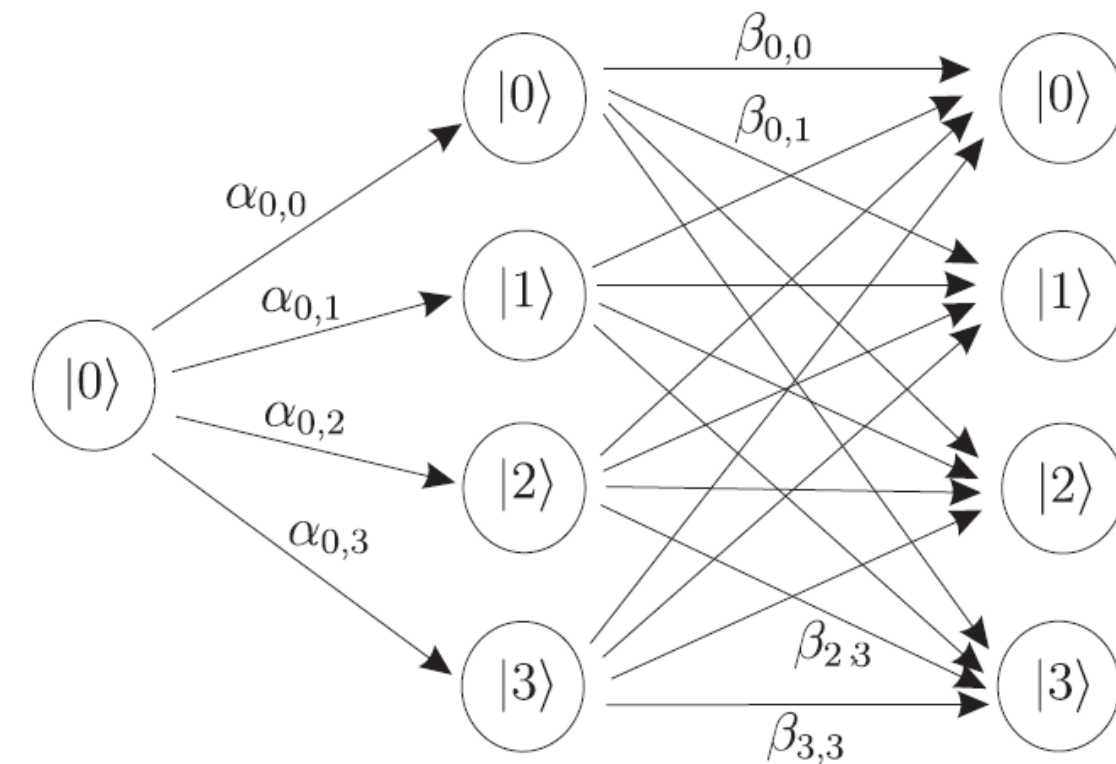 β₀,₀
|0⟩ |0⟩
β₀,₁
α₀,₀
|1⟩ |1⟩
α₀,₁
|0⟩
α₀,₂
|2⟩ |2⟩
α₀,₃
β₂,₃
|3⟩ |3⟩
β₃,₃